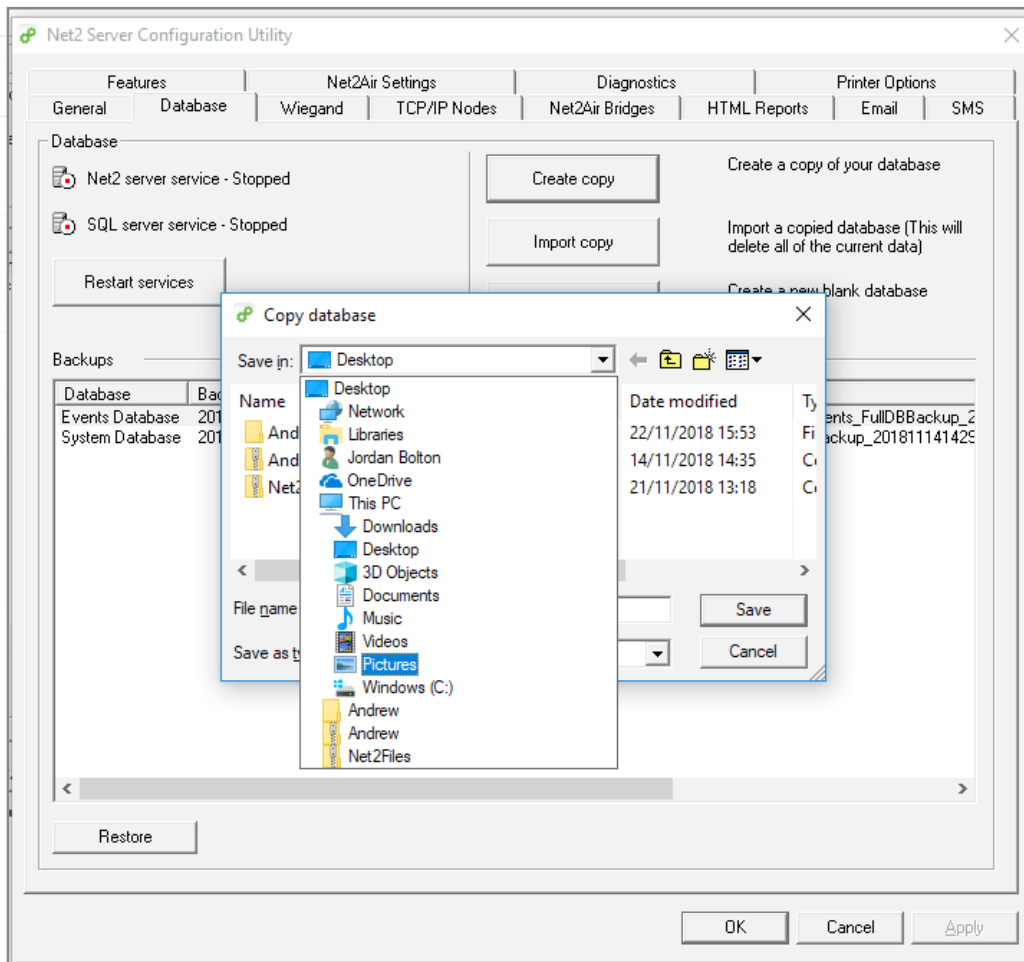 Net2 Server Configuration Utility
Features Net2Air Settings Diagnostics Printer Options
General Database Wiegand TCP/IP Nodes Net2Air Bridges HTML Reports Email SMS
Database
Net2 server service - Stopped
SQL server service - Stopped
Restart services
Create copy
Create a copy of your database
Import copy
Import a copied database (This will
delete all of the current data)
Create a new blank database
Backups
Database
Events Database 201
System Database 201
ents_FullDBBackup_2
ackup_201811141429
Copy database
Save in: Desktop
Name Date modified
And 22/11/2018 15:53
And 14/11/2018 14:35
Net2 21/11/2018 13:18
Desktop
Network
Libraries
Jordan Bolton
OneDrive
This PC
Downloads
Desktop
3D Objects
Documents
Music
Videos
Pictures
Windows (C:)
Andrew
Andrew
Net2Files
File name
Save as
Save
Cancel
Restore
OK Cancel Apply